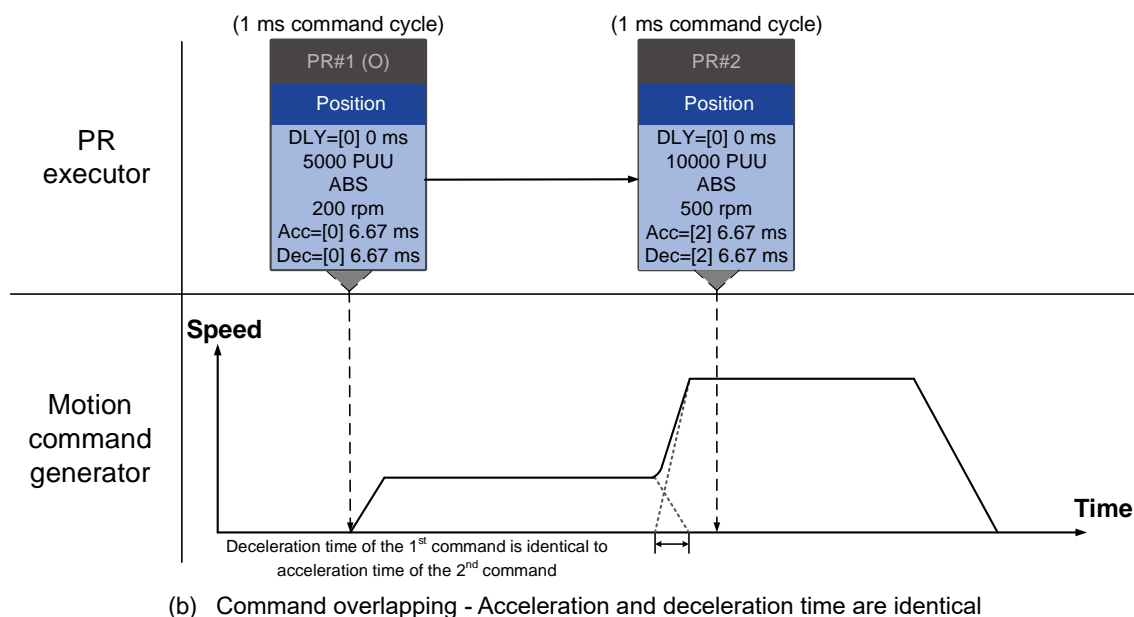 (1 ms command cycle)
(1 ms command cycle)
PR#1 (O)
PR#2
Position
Position
PR
executor
DLY=[0] 0 ms
5000 PUU
ABS
200 rpm
Acc=[0] 6.67 ms
Dec=[0] 6.67 ms
DLY=[0] 0 ms
10000 PUU
ABS
500 rpm
Acc=[2] 6.67 ms
Dec=[2] 6.67 ms
Speed
Motion
command
generator
Time
Deceleration time of the 1st command is identical to
acceleration time of the 2nd command
(b) Command overlapping - Acceleration and deceleration time are identical